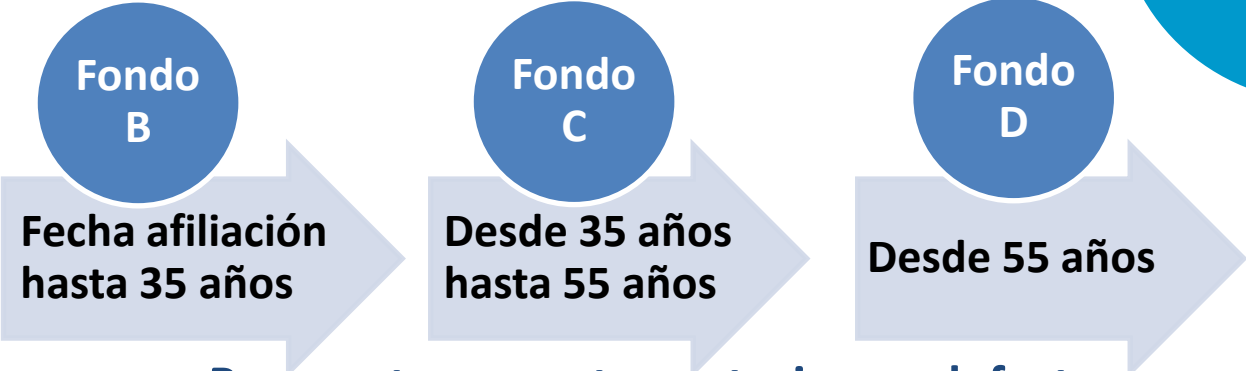 Fondo
B
Fecha afiliación
hasta 35 años
Fondo
C
Desde 35 años
hasta 55 años
Fondo
D
Desde 55 años